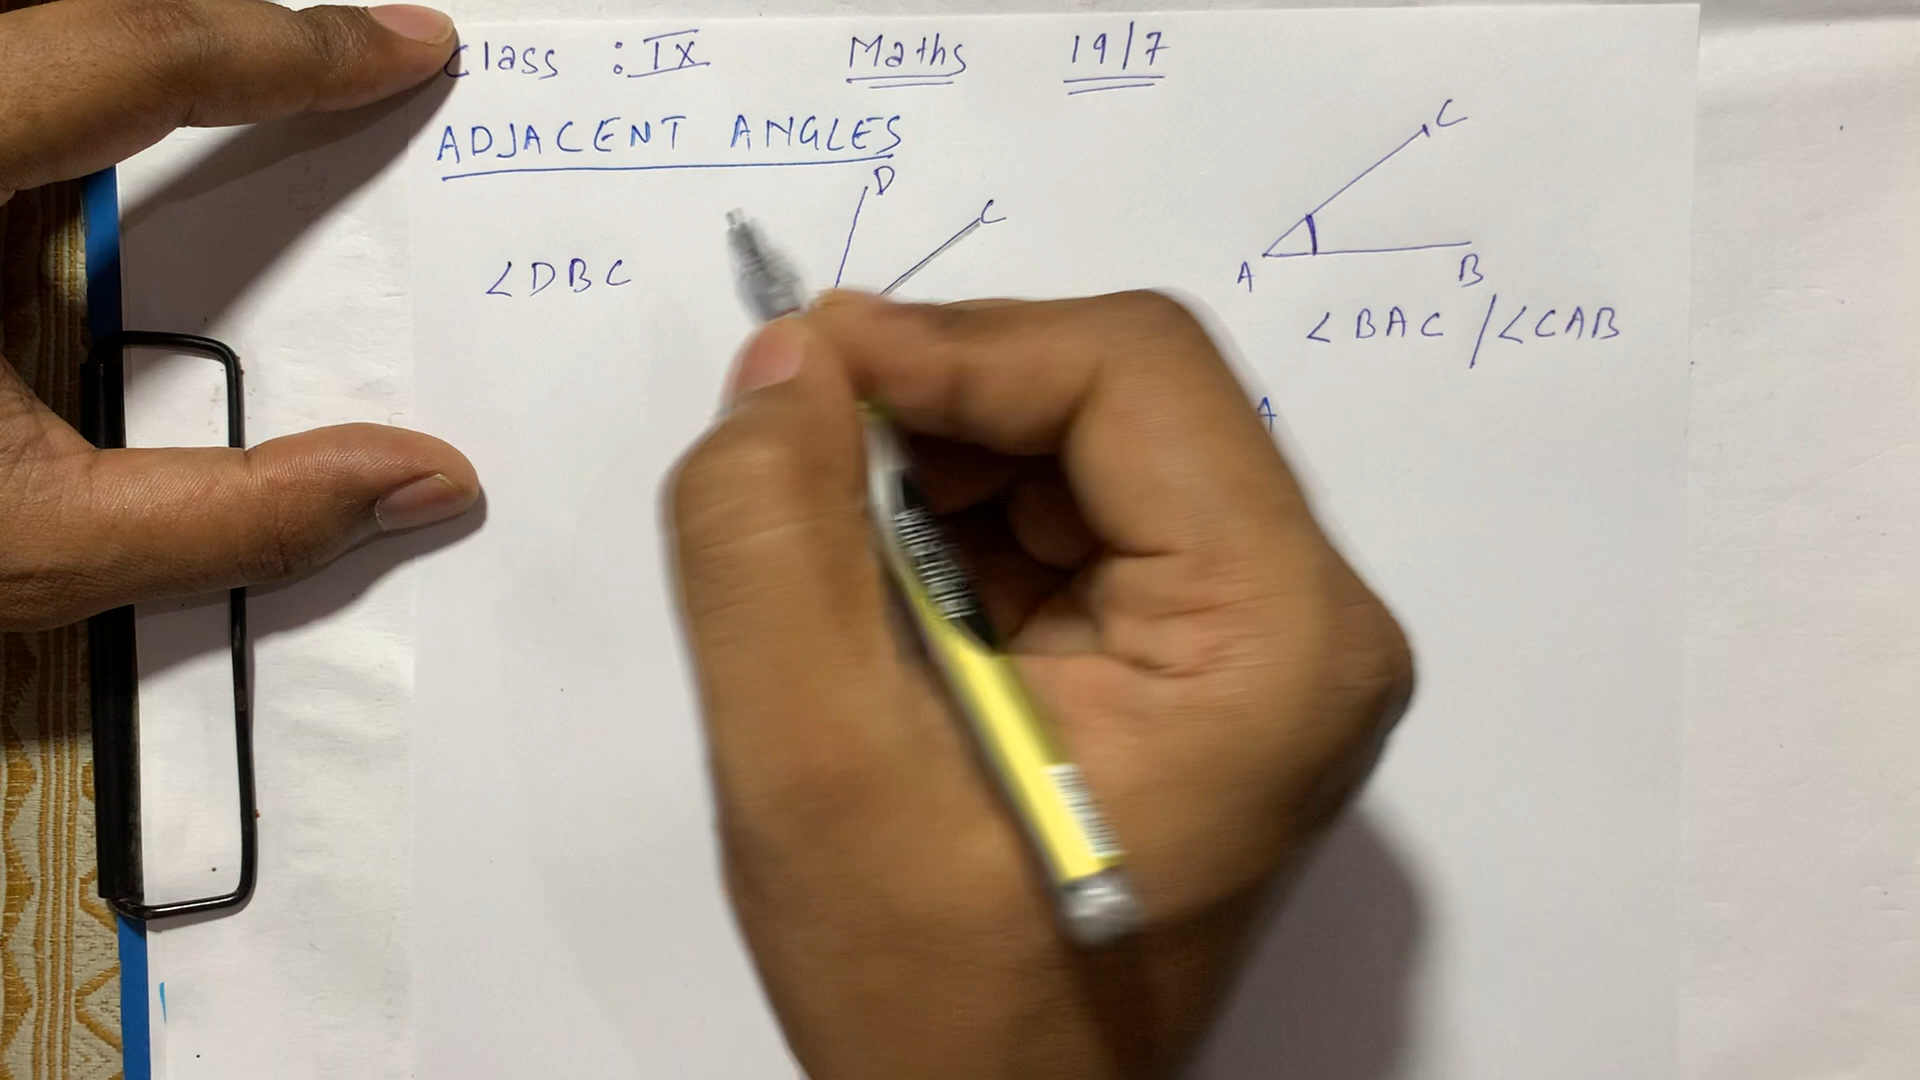 Class : IX Maths 19/7
ADJACENT ANGLES
D
C
∠DBC
C
A B
∠BAC / ∠CAB
A